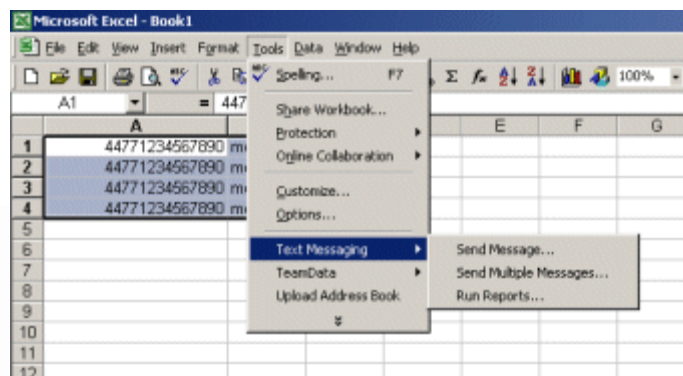 Microsoft Excel - Book1
File Edit View Insert Format Tools Data Window Help
Spelling... F7
100%
A1 = 447
Share Workbook...
A E F G
Protection
1 44771234567890
Online Collaboration
2 44771234567890
3 44771234567890
Customize...
4 44771234567890
Options...
5
6 Text Messaging Send Message...
7 TeamData Send Multiple Messages...
8 Upload Address Book Run Reports...
9
10
11
12